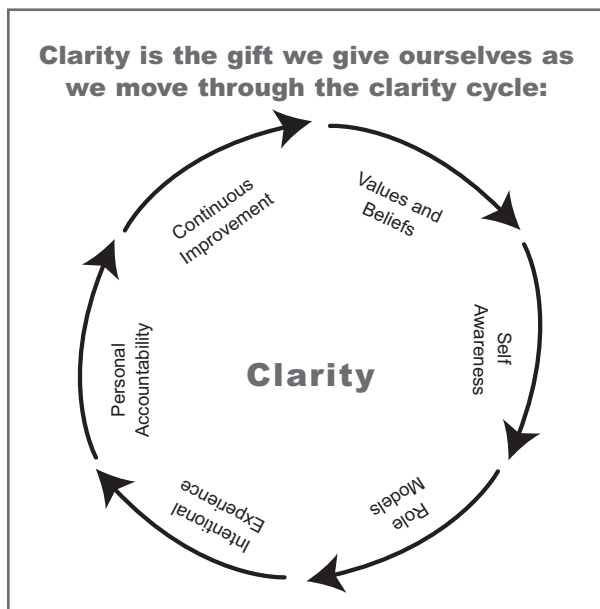 Clarity is the gift we give ourselves as
we move through the clarity cycle:
Values and
Beliefs
Self
Awareness
Role
Models
Intentional
Experience
Personal
Accountability
Continuous
Improvement
Clarity